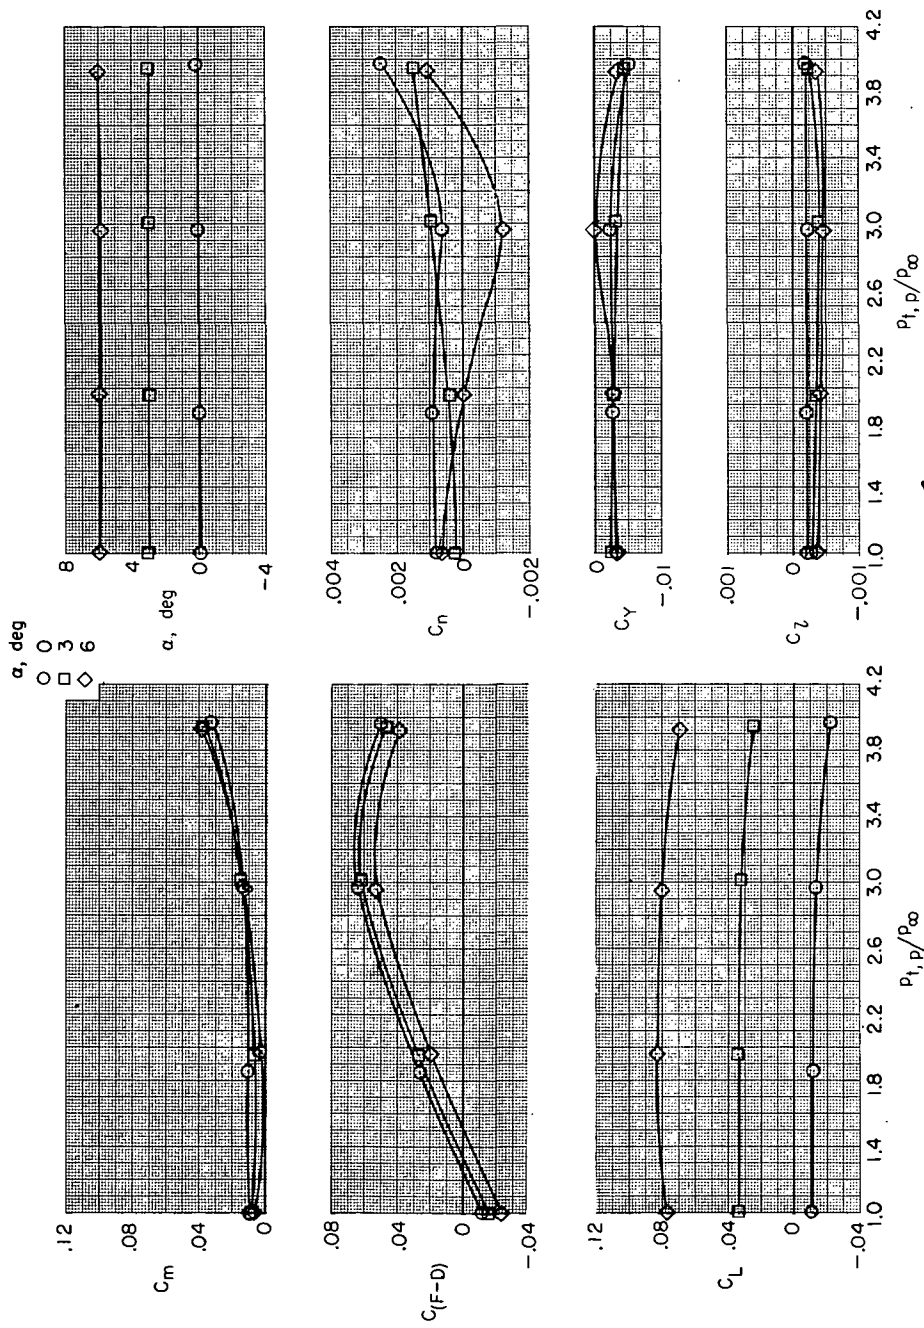 α, deg
○ 0
□ 3
◇ 6
.12
.08
.04
0
C_m
.08
.04
0
-.04
C_(F-D)
.12
.08
.04
0
-.04
C_L
1.0 1.4 1.8 2.2 2.6 3.0 3.4 3.8 4.2
p_t,p/p_∞
8
4
0
-4
α, deg
.004
.002
0
-.002
C_n
0
-.01
C_Y
.001
0
-.001
C_l
1.0 1.4 1.8 2.2 2.6 3.0 3.4 3.8 4.2
p_t,p/p_∞